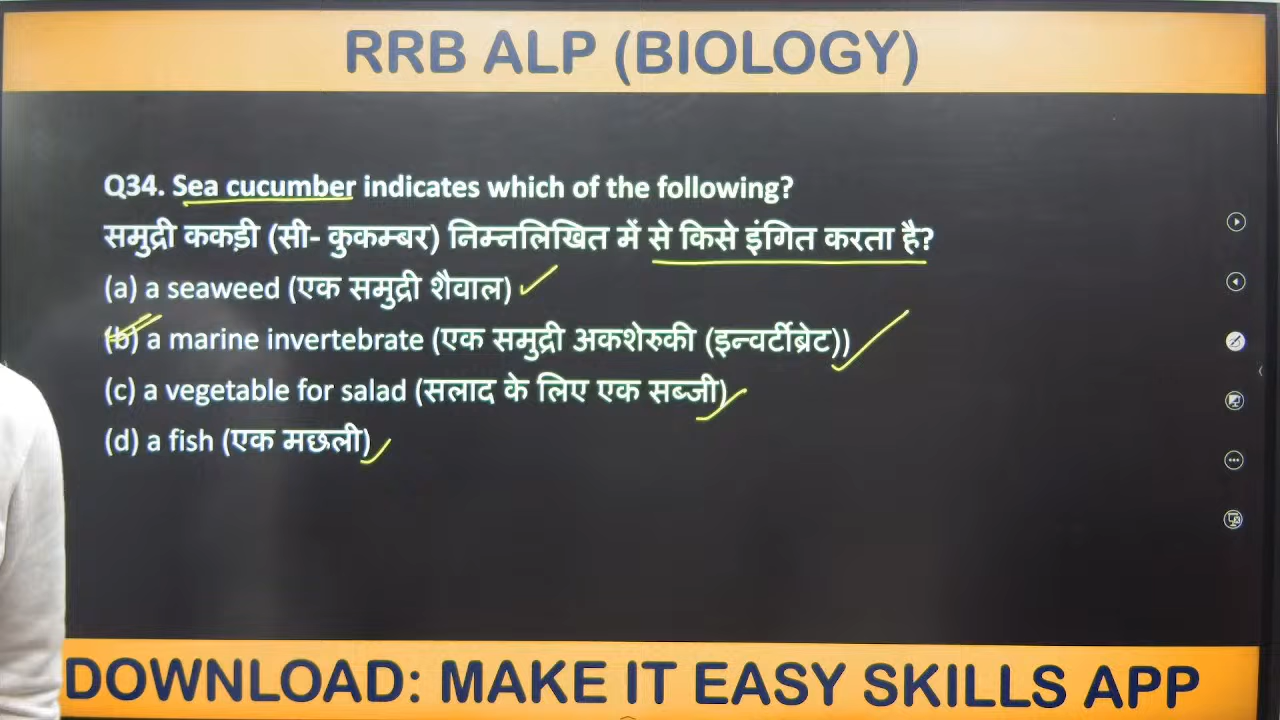 RRB ALP (BIOLOGY)
Q34. Sea cucumber indicates which of the following?
समुद्री ककड़ी (सी- कुकम्बर) निम्नलिखित में से किसे इंगित करता है?
(a) a seaweed (एक समुद्री शैवाल)
(b) a marine invertebrate (एक समुद्री अकशेरुकी (इन्वर्टीब्रेट))
(c) a vegetable for salad (सलाद के लिए एक सब्जी)
(d) a fish (एक मछली)
DOWNLOAD: MAKE IT EASY SKILLS APP